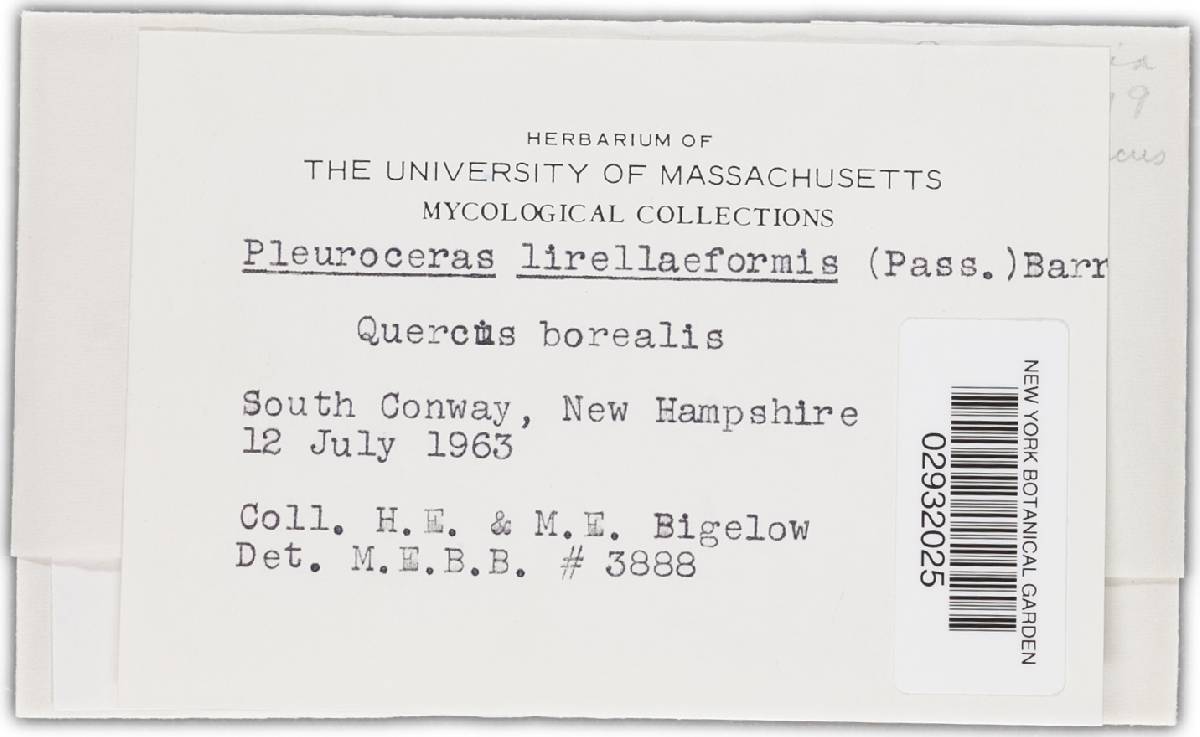 HERBARIUM OF
THE UNIVERSITY OF MASSACHUSETTS
MYCOLOGICAL COLLECTIONS
Pleuroceras lirellaeformis (Pass.)Barr
Quercus borealis
South Conway, New Hampshire
12 July 1963
Coll. H.E. & M.E. Bigelow
Det. M.E.B.B. # 3888
NEW YORK BOTANICAL GARDEN
02932025